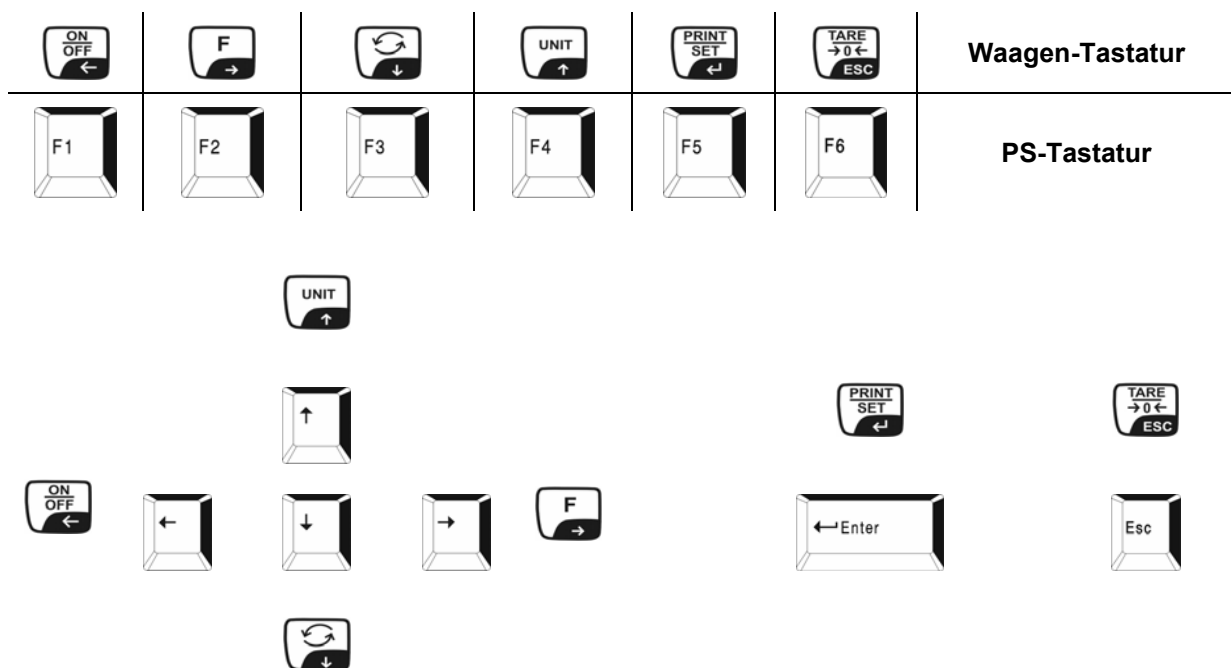 ON OFF ← F → ↓ UNIT ↑ PRINT SET ↵ TARE →0← ESC Waagen-Tastatur
F1 F2 F3 F4 F5 F6 PS-Tastatur
UNIT ↑
↑
PRINT SET ↵ TARE →0← ESC
ON OFF ← ← ↓ → F → ←Enter Esc
↓